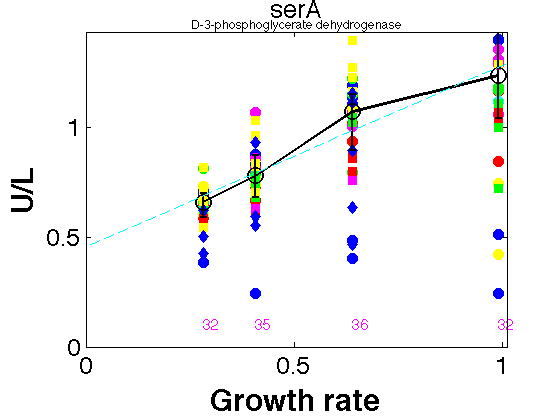 serA
D-3-phosphoglycerate dehydrogenase
U/L
1
0.5
0
32
35
36
32
0
0.5
1
Growth rate